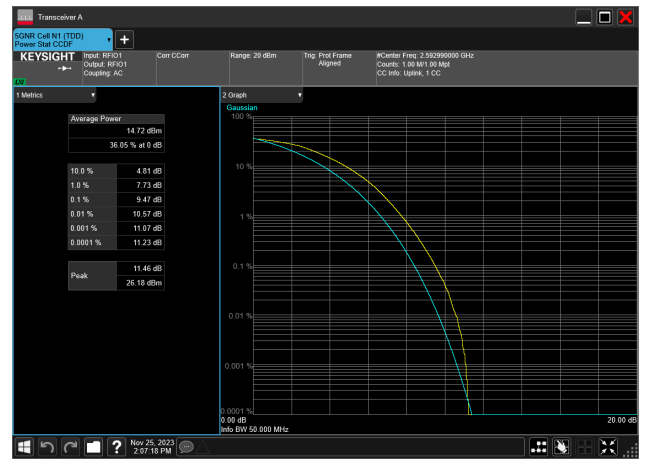 Transceiver A
5GNR Cell N1 (TDD)
Power Stat CCDF
KEYSIGHT
Input: RFIO1
Output: RFIO1
Coupling: AC
Corr CCorr
Range: 20 dBm
Trig: Prot Frame
Aligned
#Center Freq: 2.592990000 GHz
Counts: 1.00 M/1.00 Mpt
CC Info: Uplink, 1 CC
1 Metrics
Average Power
14.72 dBm
36.05 % at 0 dB
10.0 % 4.81 dB
1.0 % 7.73 dB
0.1 % 9.47 dB
0.01 % 10.57 dB
0.001 % 11.07 dB
0.0001 % 11.23 dB
Peak
11.46 dB
26.18 dBm
2 Graph
Gaussian
100 %
10 %
1 %
0.1 %
0.01 %
0.001 %
0.0001 %
0.00 dB
20.00 dB
Info BW 50.000 MHz
?
Nov 25, 2023
2:07:18 PM